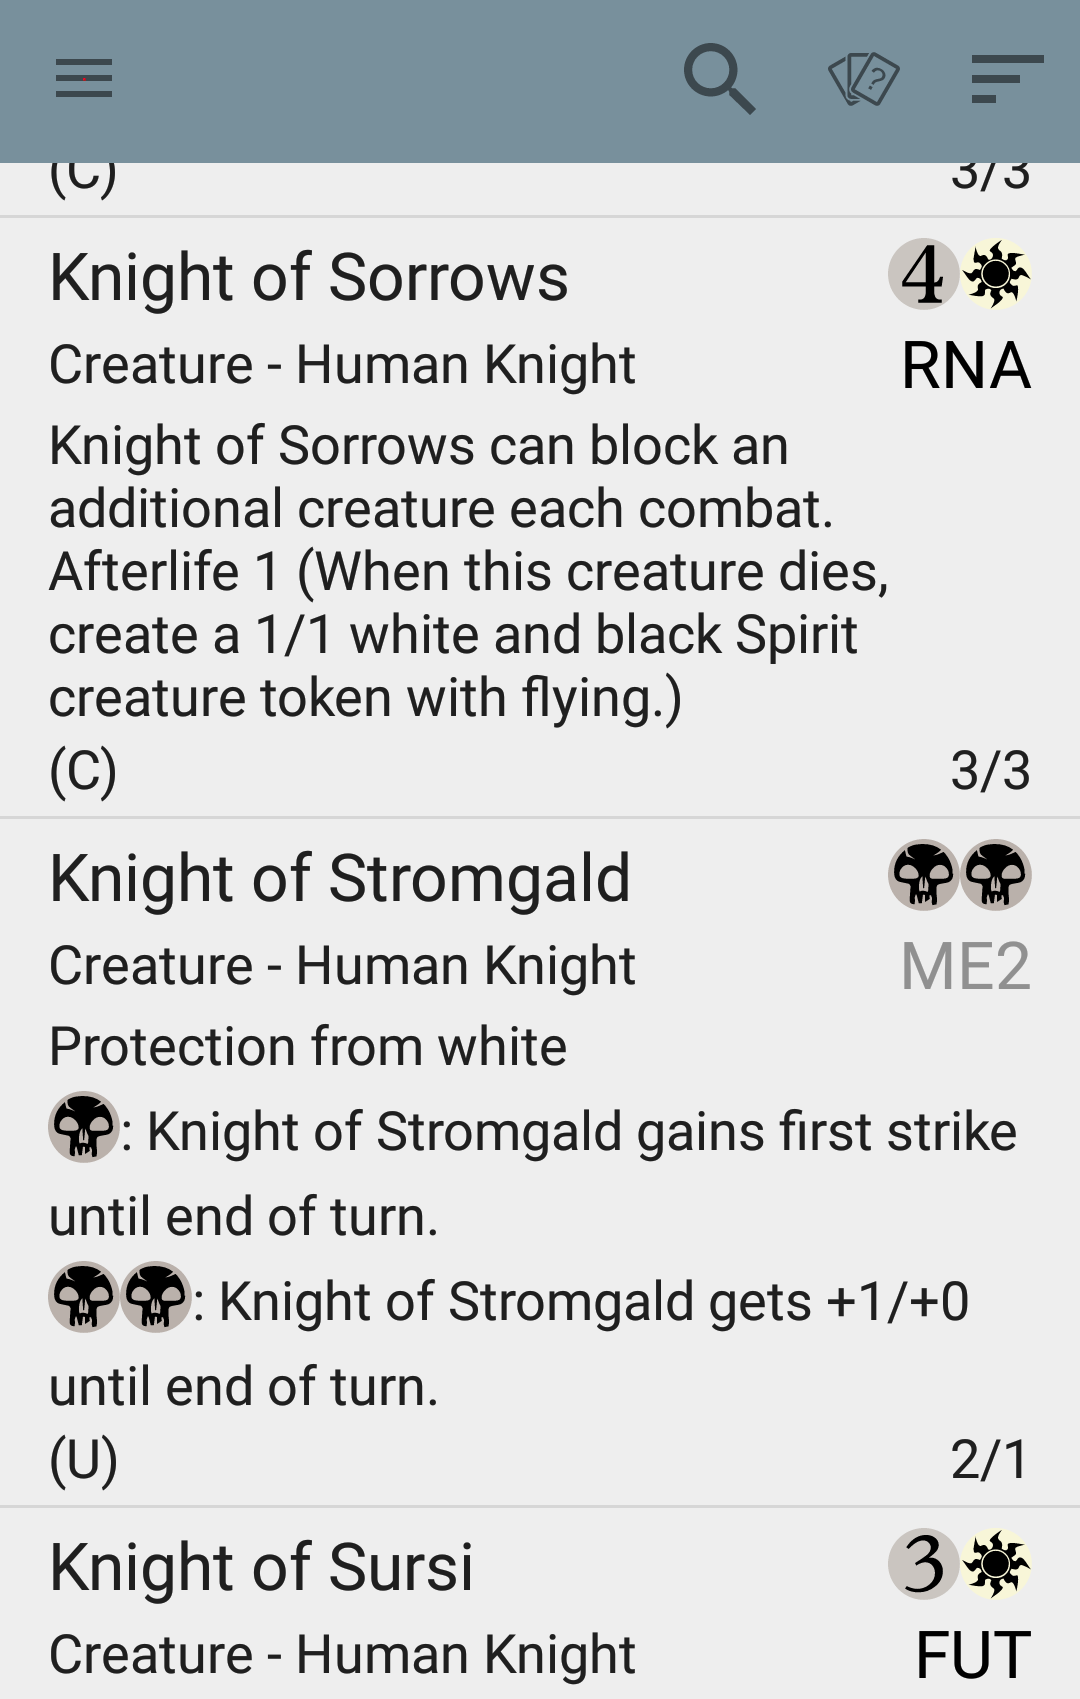 (C) 3/3
Knight of Sorrows 4
Creature - Human Knight RNA
Knight of Sorrows can block an
additional creature each combat.
Afterlife 1 (When this creature dies,
create a 1/1 white and black Spirit
creature token with flying.)
(C) 3/3
Knight of Stromgald
Creature - Human Knight ME2
Protection from white
: Knight of Stromgald gains first strike
until end of turn.
: Knight of Stromgald gets +1/+0
until end of turn.
(U) 2/1
Knight of Sursi 3
Creature - Human Knight FUT